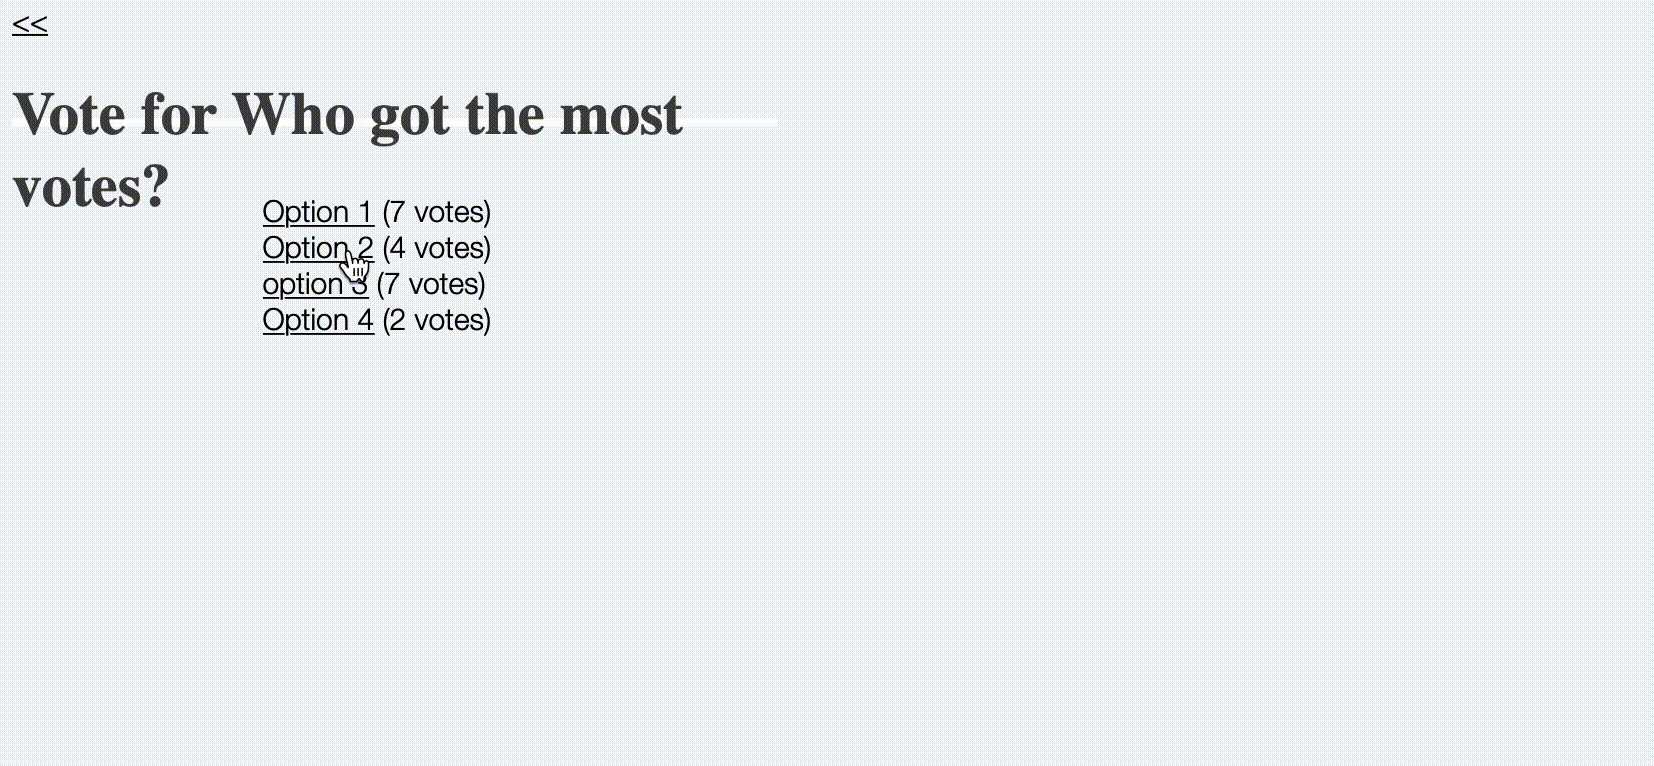 <<
Vote for Who got the most
votes?
Option 1 (7 votes)
Option 2 (4 votes)
option 3 (7 votes)
Option 4 (2 votes)